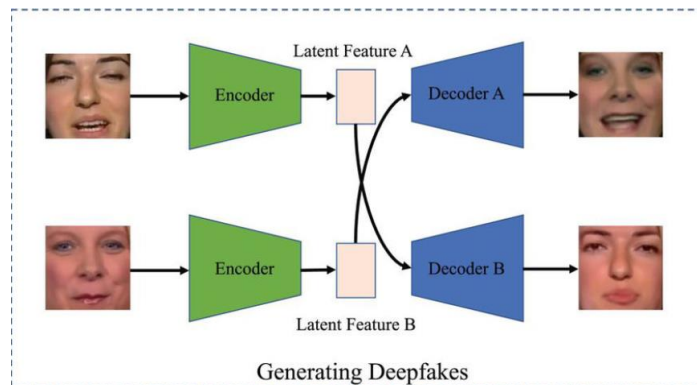 Latent Feature A
Encoder
Decoder A
Encoder
Decoder B
Latent Feature B
Generating Deepfakes